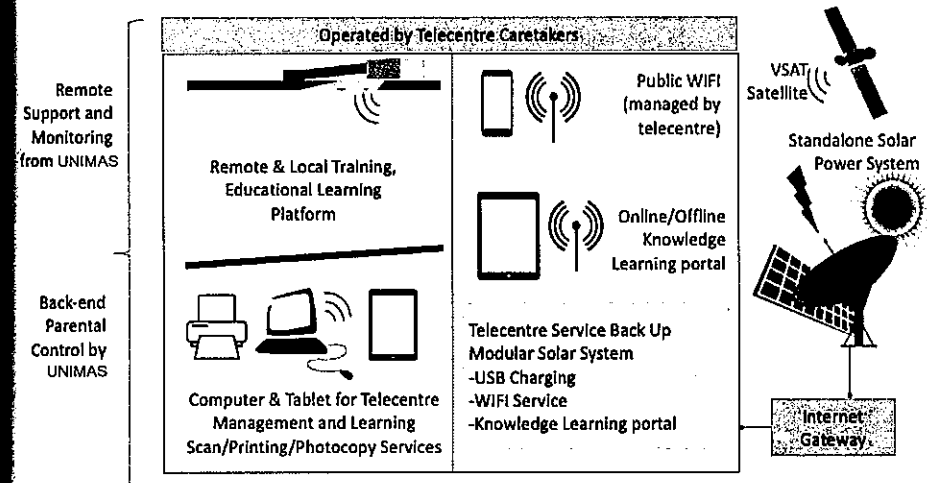 Operated by Telecentre Caretakers
Remote
Support and
Monitoring
from UNIMAS
Back-end
Parental
Control by
UNIMAS
Remote & Local Training,
Educational Learning
Platform
Computer & Tablet for Telecentre
Management and Learning
Scan/Printing/Photocopy Services
Public WIFI
(managed by
telecentre)
Online/Offline
Knowledge
Learning portal
Telecentre Service Back Up
Modular Solar System
-USB Charging
-WIFI Service
-Knowledge Learning portal
VSAT
Satellite
Standalone Solar
Power System
Internet
Gateway